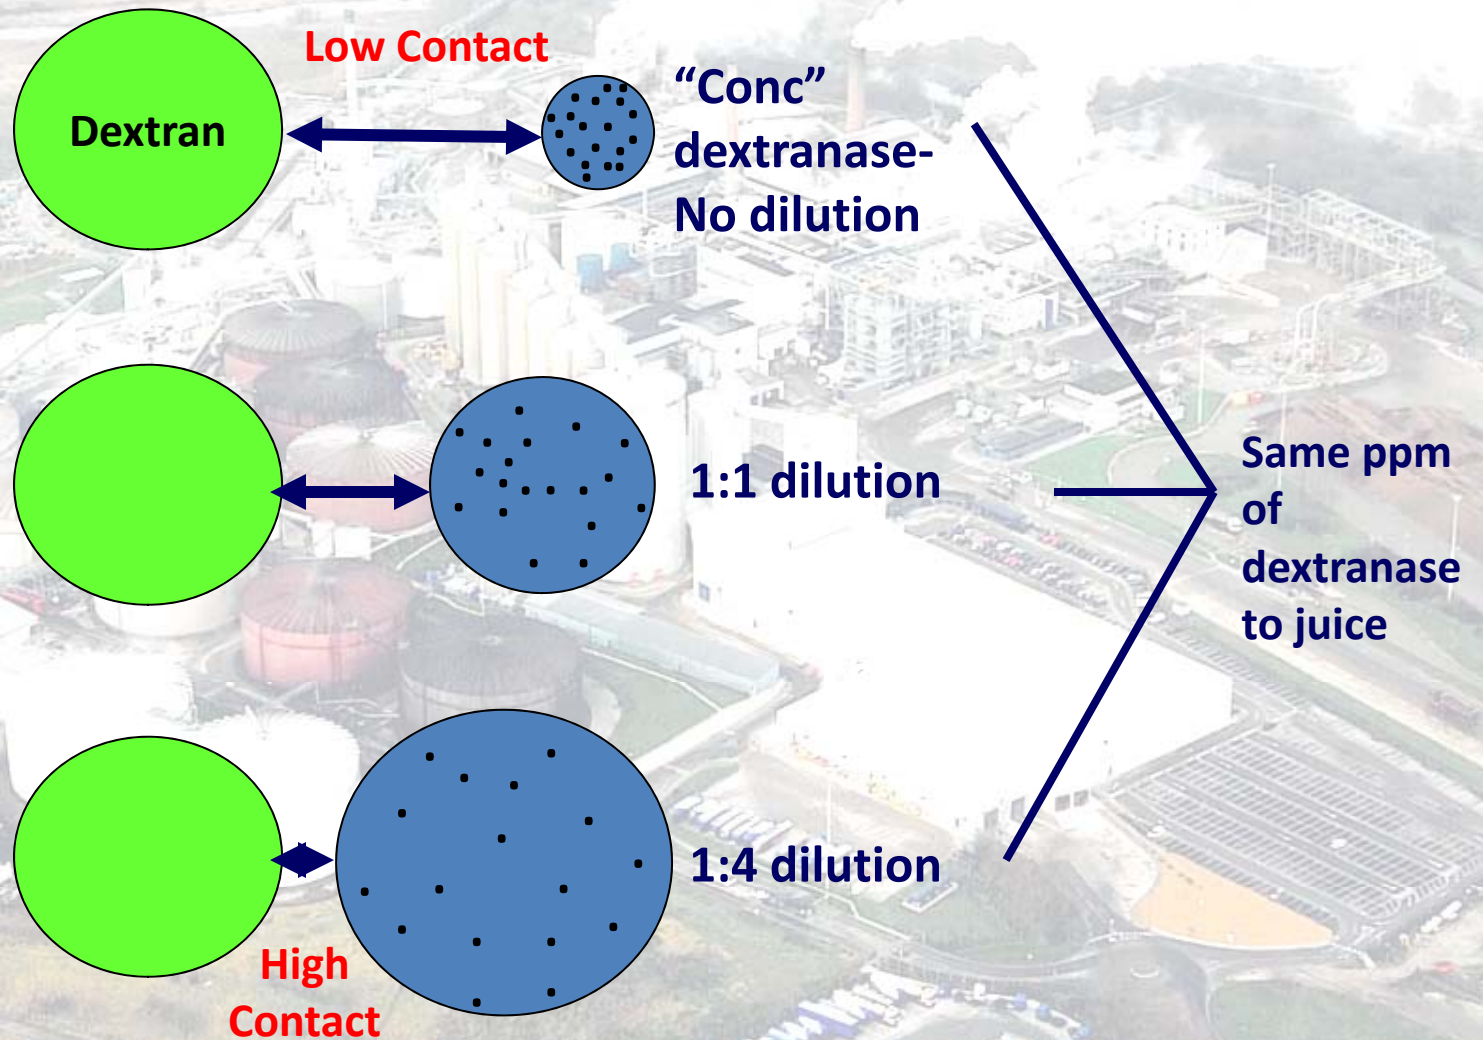 Low Contact
Dextran
“Conc”
dextranase-
No dilution
1:1 dilution
Same ppm
of
dextranase
to juice
1:4 dilution
High
Contact